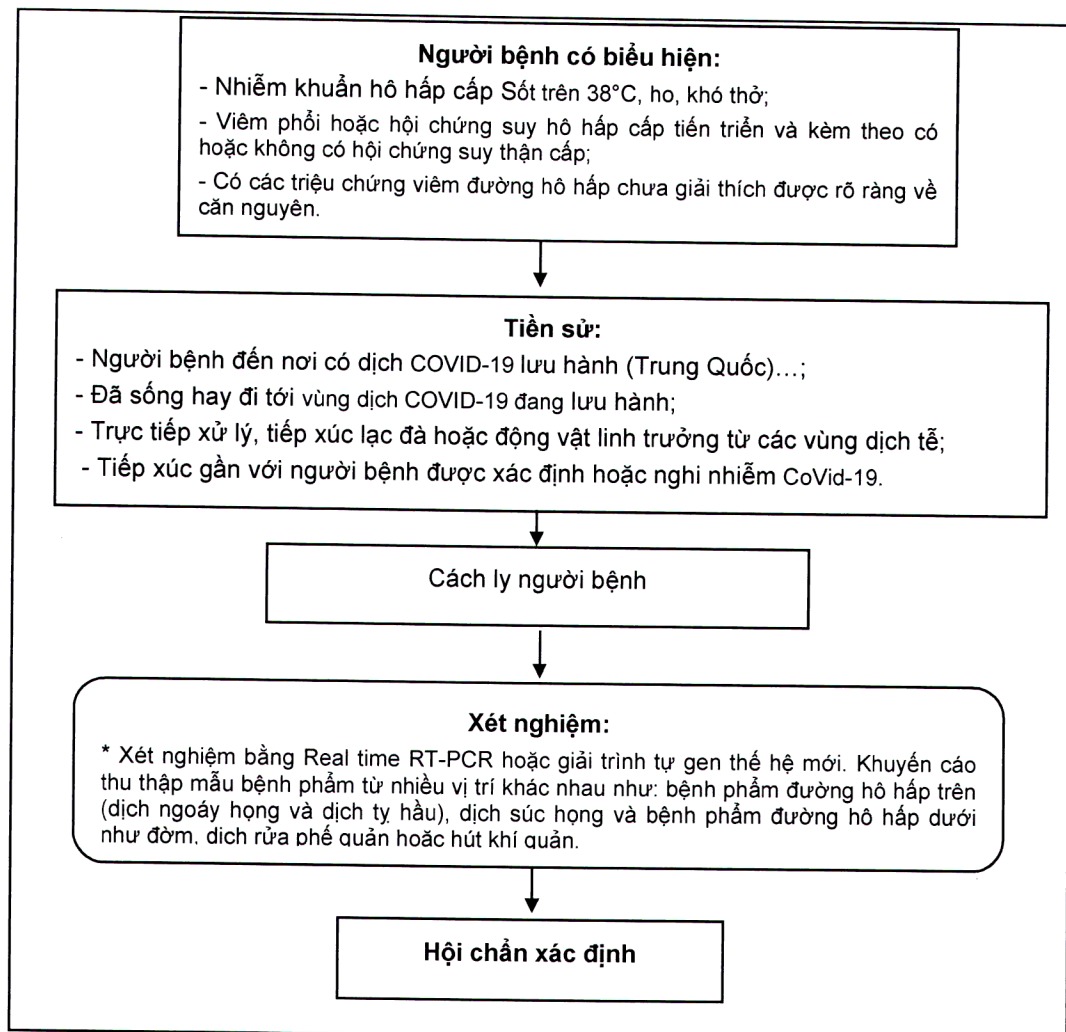 Người bệnh có biểu hiện:
- Nhiễm khuẩn hô hấp cấp Sốt trên 38°C, ho, khó thở;
- Viêm phổi hoặc hội chứng suy hô hấp cấp tiến triển và kèm theo có
hoặc không có hội chứng suy thận cấp;
- Có các triệu chứng viêm đường hô hấp chưa giải thích được rõ ràng về
căn nguyên.
Tiền sử:
- Người bệnh đến nơi có dịch COVID-19 lưu hành (Trung Quốc)...;
- Đã sống hay đi tới vùng dịch COVID-19 đang lưu hành;
- Trực tiếp xử lý, tiếp xúc lạc đà hoặc động vật linh trưởng từ các vùng dịch tễ;
- Tiếp xúc gần với người bệnh được xác định hoặc nghi nhiễm CoVid-19.
Cách ly người bệnh
Xét nghiệm:
* Xét nghiệm bằng Real time RT-PCR hoặc giải trình tự gen thế hệ mới. Khuyến cáo
thu thập mẫu bệnh phẩm từ nhiều vị trí khác nhau như: bệnh phẩm đường hô hấp trên
(dịch ngoáy họng và dịch tỵ hầu), dịch súc họng và bệnh phẩm đường hô hấp dưới
như đờm, dịch rửa phế quản hoặc hút khí quản.
Hội chẩn xác định